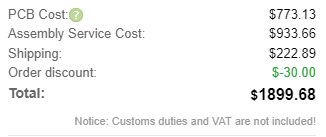 PCB Cost:? $773.13
Assembly Service Cost: $933.66
Shipping: $222.89
Order discount: $-30.00
Total: $1899.68
Notice: Customs duties and VAT are not included!